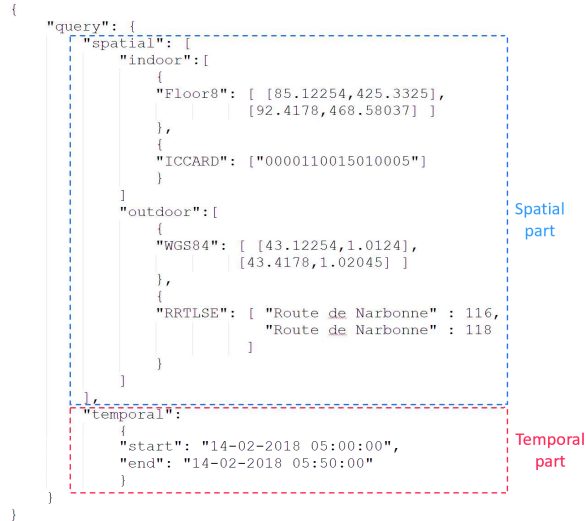 {
"query": {
"spatial": [
"indoor":[
{
"Floor8": [ [85.12254,425.3325],
[92.4178,468.58037] ]
},
{
"ICCARD": ["0000110015010005"]
}
]
"outdoor":[
{
"WGS84": [ [43.12254,1.0124],
[43.4178,1.02045] ]
},
{
"RRTLSE": [ "Route de Narbonne" : 116,
"Route de Narbonne" : 118
]
}
]
],
Spatial
part
"temporal":
{
"start": "14-02-2018 05:00:00",
"end": "14-02-2018 05:50:00"
}
Temporal
part
}
}